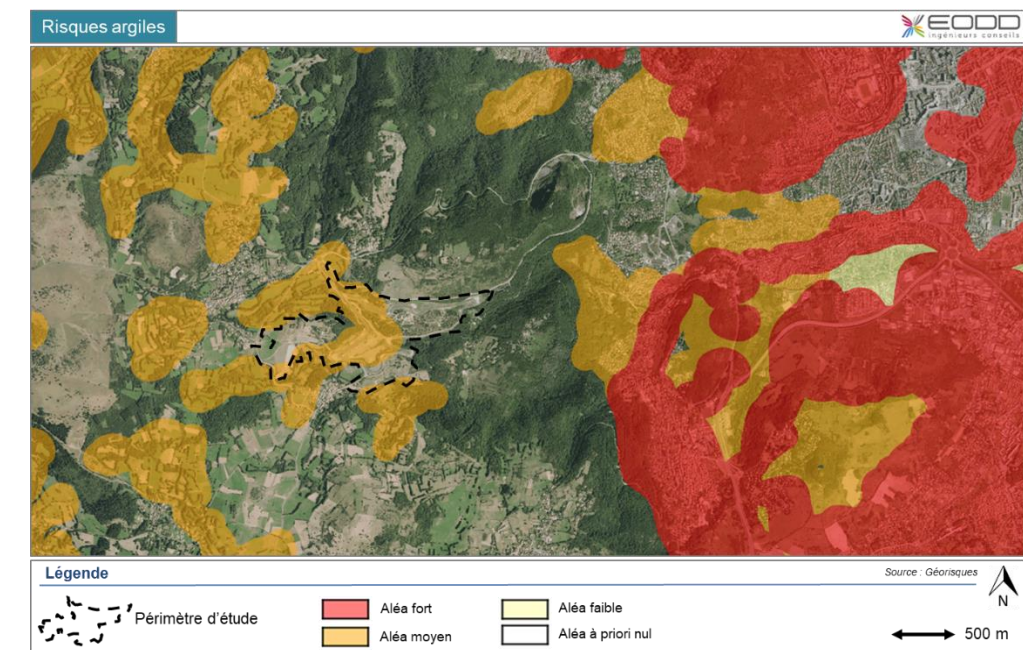 Risques argiles
EODD
ingénieurs conseils
Légende
Source : Géorisques
Périmètre d'étude
Aléa fort
Aléa faible
N
Aléa moyen
Aléa à priori nul
500 m